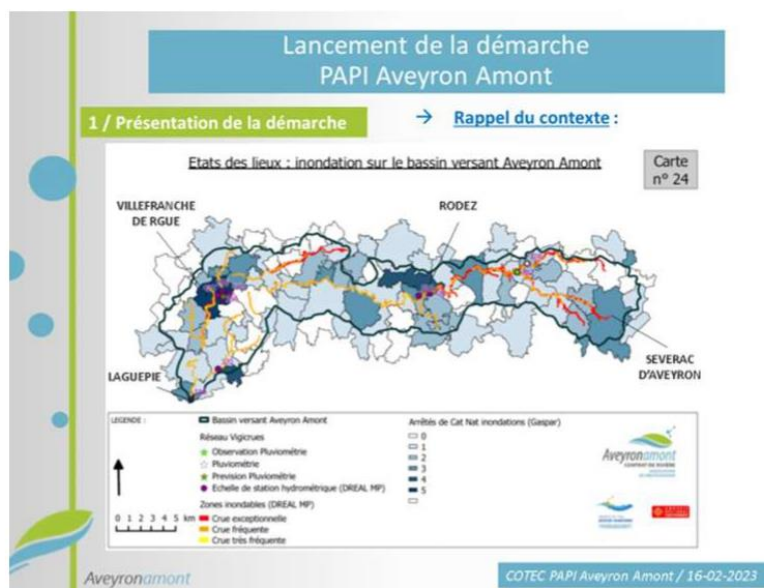 Lancement de la démarche
PAPI Aveyron Amont
1 / Présentation de la démarche
→ Rappel du contexte :
Etats des lieux : inondation sur le bassin versant Aveyron Amont
Carte
n° 24
VILLEFRANCHE
DE RGUE
RODEZ
SEVERAC
D'AVEYRON
LAGUEPIE
LEGENDE :
Bassin versant Aveyron Amont
Réseau Vigicrues
Observation Pluviométrie
Pluviométrie
Prevision Pluviométrie
Echelle de station hydrométrique (DREAL MP)
Zones inondables (DREAL MP)
Crue exceptionnelle
Crue fréquente
Crue très fréquente
0 1 2 3 4 5 km
Arrêtés de Cat Nat inondations (Gaspar)
0
1
2
3
4
5
Aveyronamont
Aveyronamont
COTEC PAPI Aveyron Amont / 16-02-2023